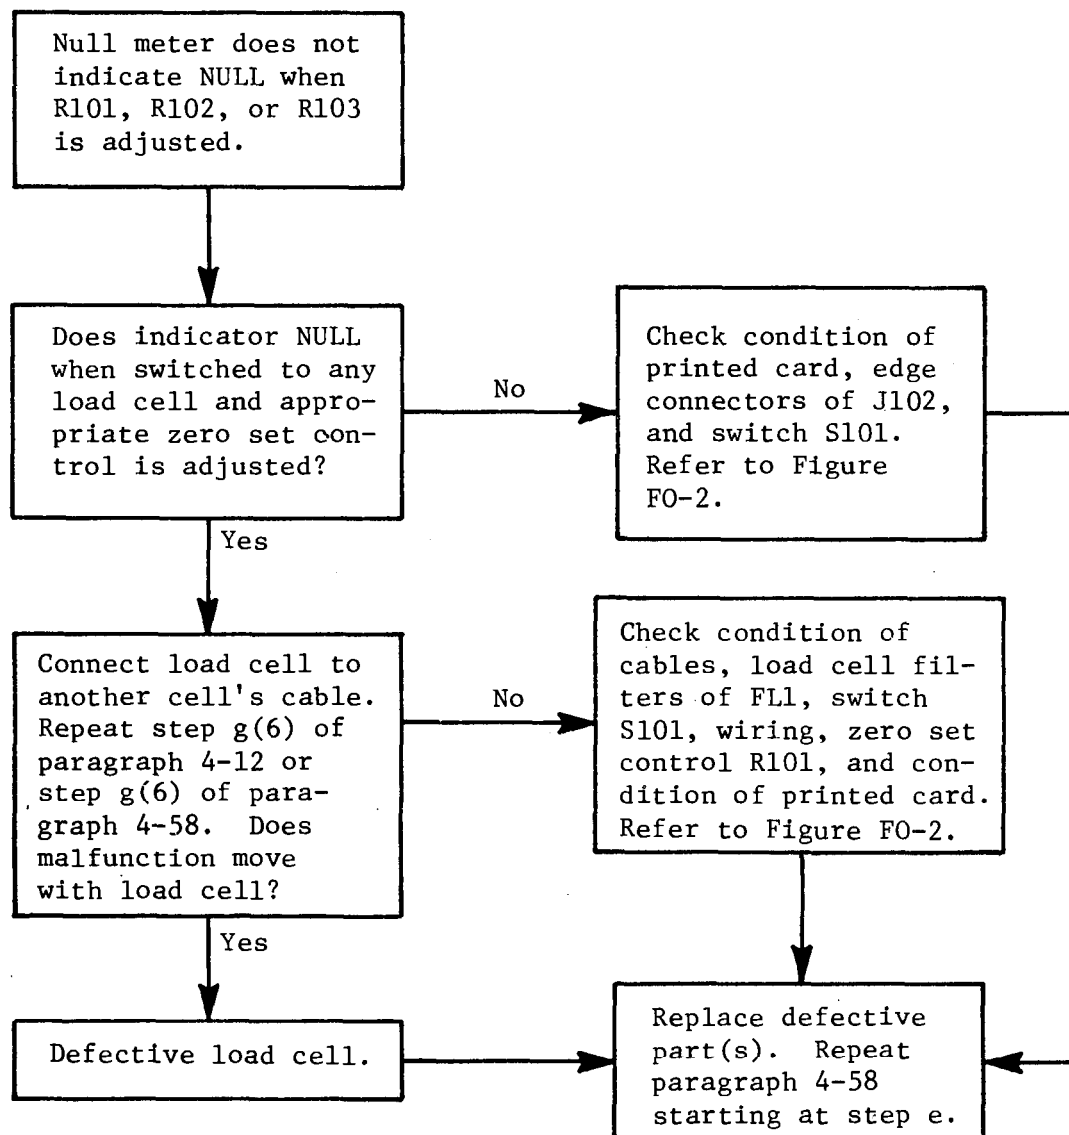 Null meter does not
indicate NULL when
R101, R102, or R103
is adjusted.
Does indicator NULL
when switched to any
load cell and appro-
priate zero set con-
trol is adjusted?
No
Check condition of
printed card, edge
connectors of J102,
and switch S101.
Refer to Figure
FO-2.
Yes
Connect load cell to
another cell's cable.
Repeat step g(6) of
paragraph 4-12 or
step g(6) of para-
graph 4-58. Does
malfunction move
with load cell?
No
Check condition of
cables, load cell fil-
ters of FL1, switch
S101, wiring, zero set
control R101, and con-
dition of printed card.
Refer to Figure FO-2.
Yes
Defective load cell.
Replace defective
part(s). Repeat
paragraph 4-58
starting at step e.